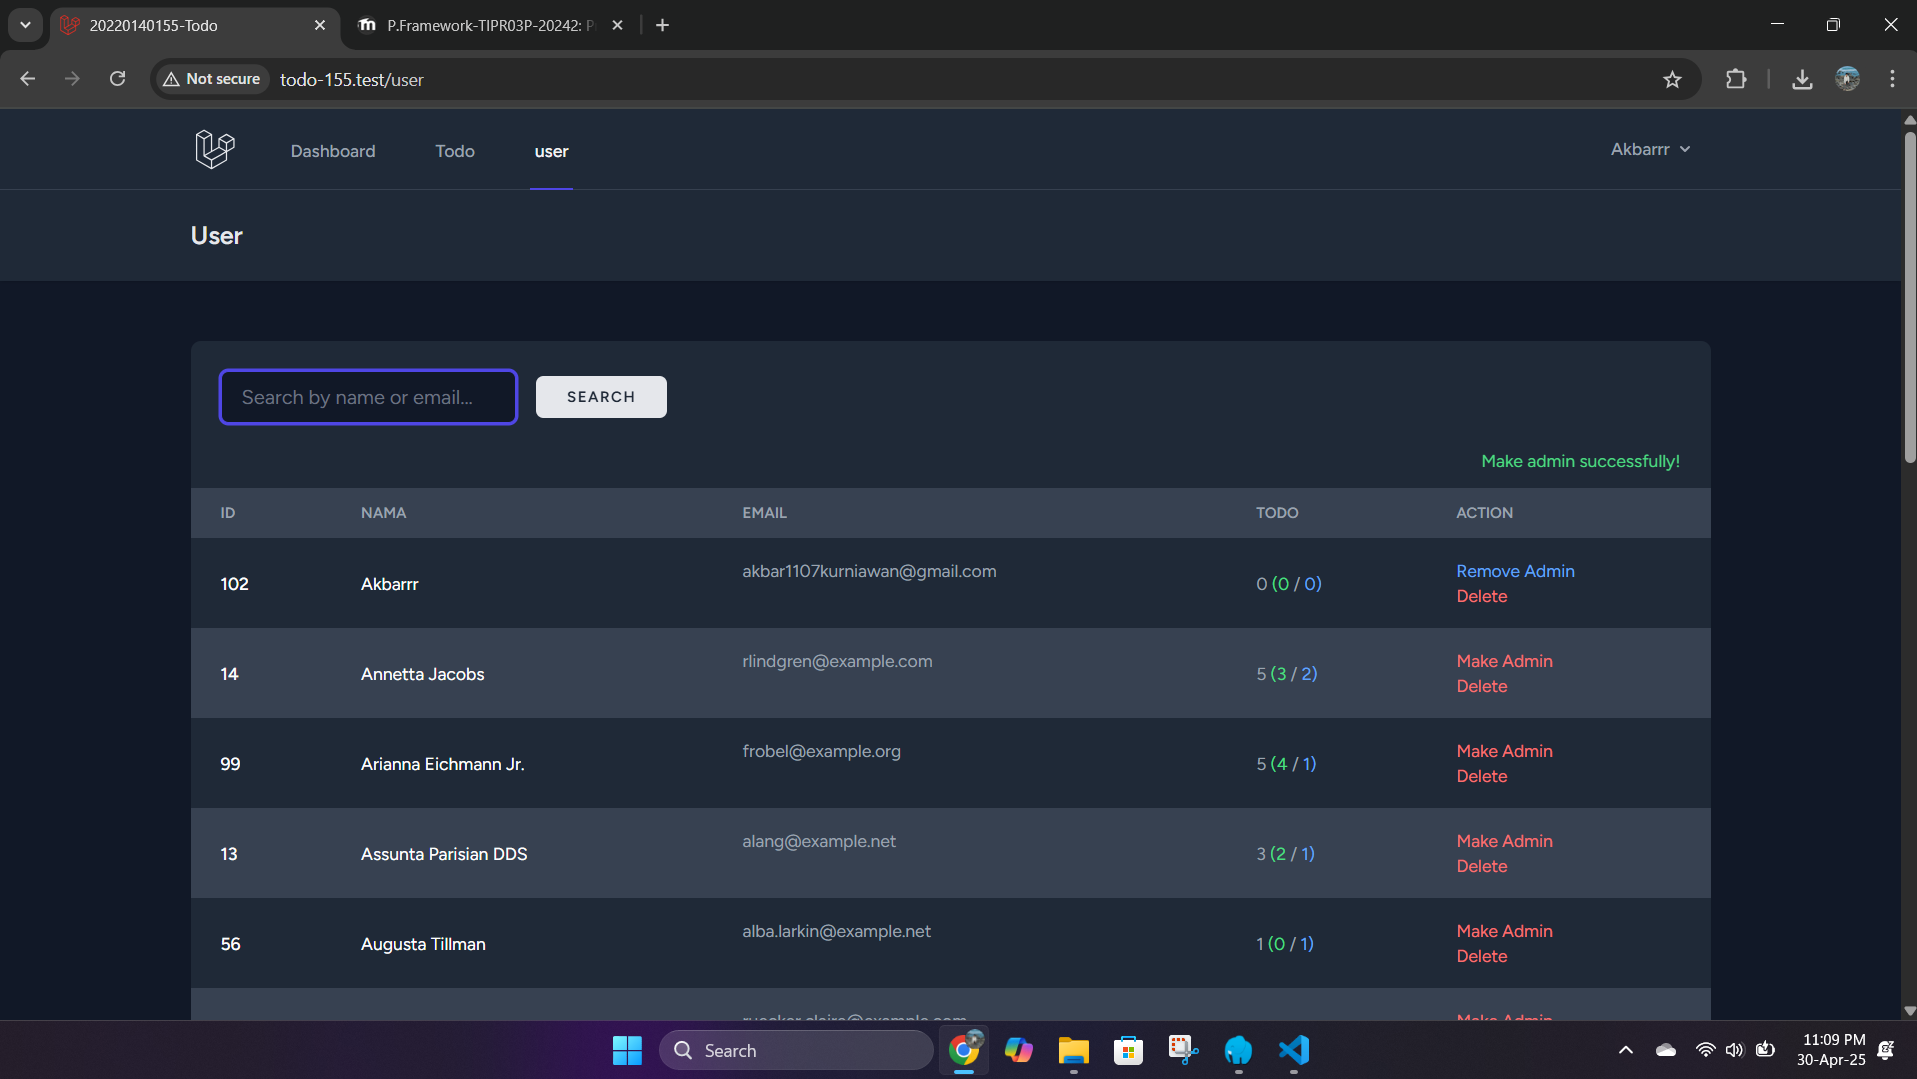 20220140155-Todo
P.Framework-TIPR03P-20242: P
Not secure
todo-155.test/user
Dashboard Todo user Akbarrr
User
Search by name or email...
SEARCH
Make admin successfully!
ID NAMA EMAIL TODO ACTION
102 Akbarrr akbar1107kurniawan@gmail.com 0 (0 / 0) Remove Admin
Delete
14 Annetta Jacobs rlindgren@example.com 5 (3 / 2) Make Admin
Delete
99 Arianna Eichmann Jr. frobel@example.org 5 (4 / 1) Make Admin
Delete
13 Assunta Parisian DDS alang@example.net 3 (2 / 1) Make Admin
Delete
56 Augusta Tillman alba.larkin@example.net 1 (0 / 1) Make Admin
Delete
Make Admin
Search
11:09 PM
30-Apr-25